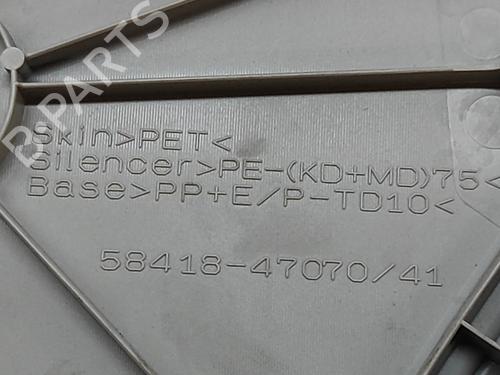 B-PARTS
Skin>PET<
Silencer>PE-(KD+MD)75<
Base>PP+E/P-TD10<
58418-47070/41